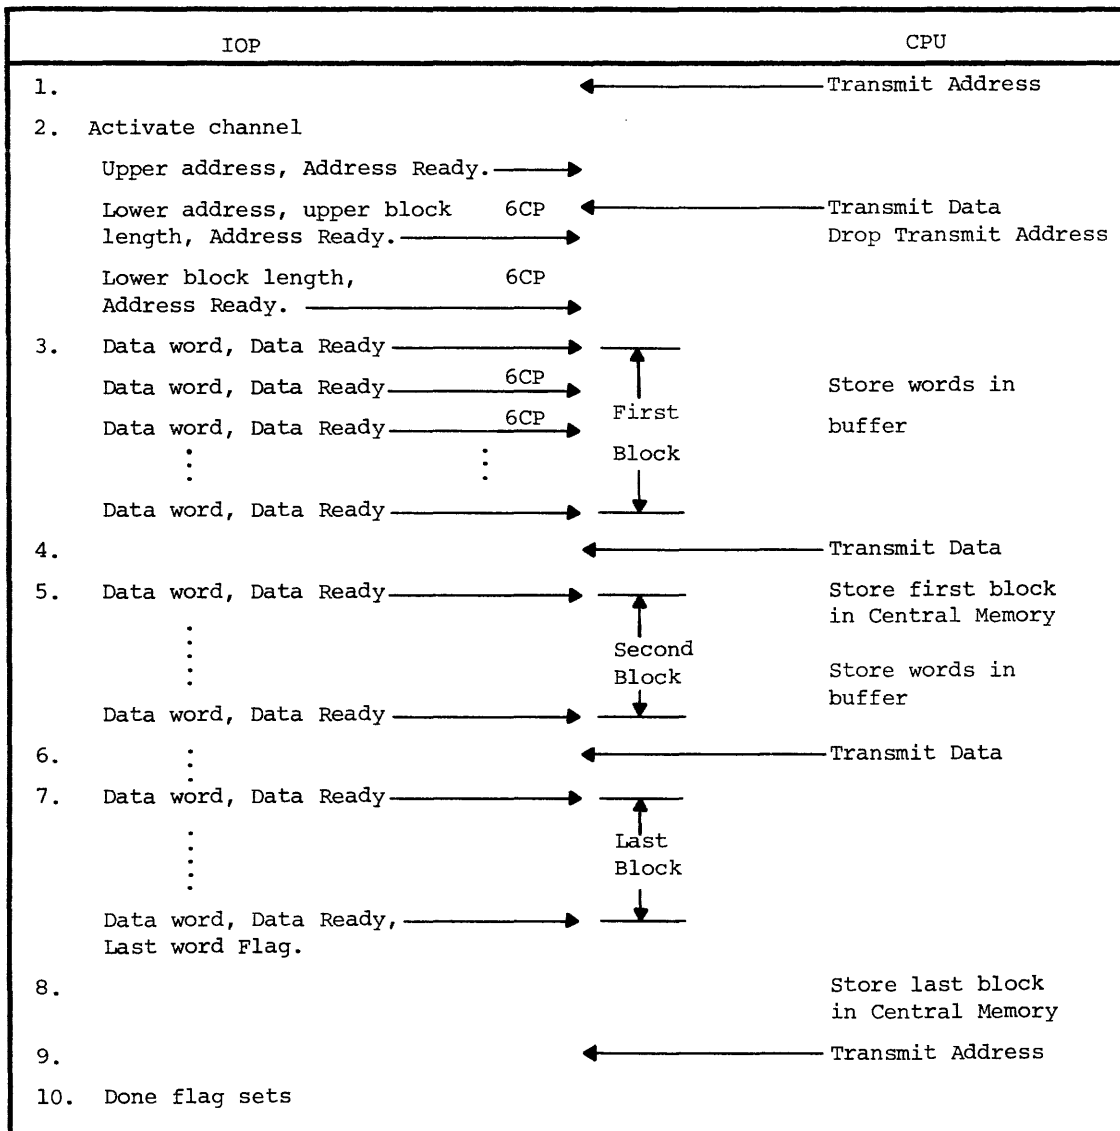 IOP CPU
1. Transmit Address
2. Activate channel
Upper address, Address Ready.
Lower address, upper block 6CP Transmit Data
length, Address Ready. Drop Transmit Address
Lower block length, 6CP
Address Ready.
3. Data word, Data Ready
Data word, Data Ready 6CP Store words in
Data word, Data Ready 6CP First buffer
Block
Data word, Data Ready
4. Transmit Data
5. Data word, Data Ready Store first block
in Central Memory
Second
Block Store words in
buffer
Data word, Data Ready
6. Transmit Data
7. Data word, Data Ready
Last
Block
Data word, Data Ready,
Last word Flag.
8. Store last block
in Central Memory
9. Transmit Address
10. Done flag sets